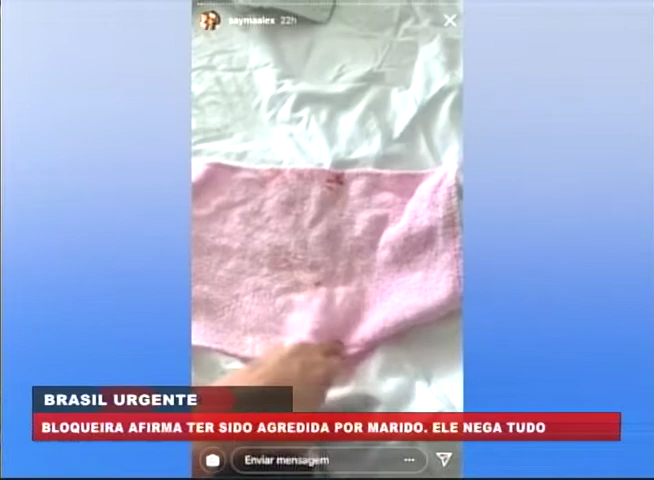 saymaalex 22h
BRASIL URGENTE
BLOQUEIRA AFIRMA TER SIDO AGREDIDA POR MARIDO. ELE NEGA TUDO
Enviar mensagem